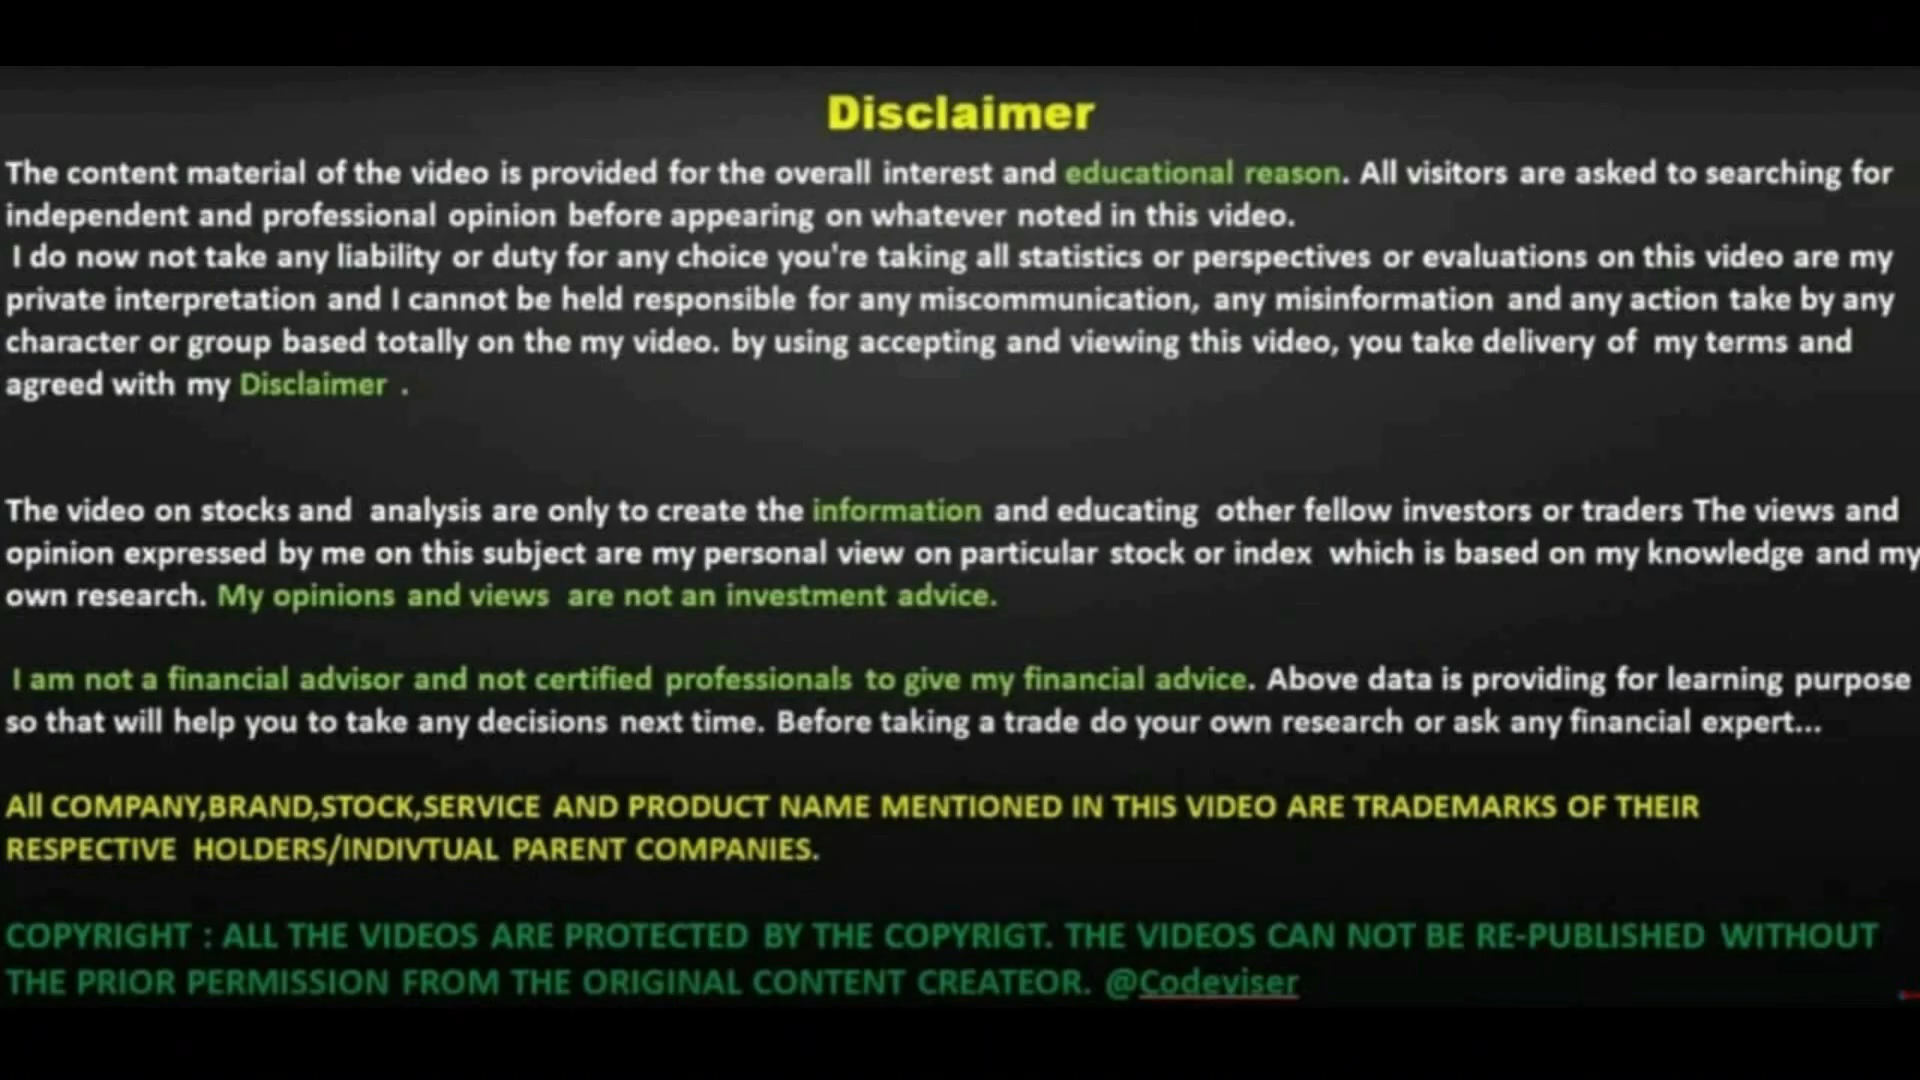 Disclaimer
The content material of the video is provided for the overall interest and educational reason. All visitors are asked to searching for
independent and professional opinion before appearing on whatever noted in this video.
I do now not take any liability or duty for any choice you're taking all statistics or perspectives or evaluations on this video are my
private interpretation and I cannot be held responsible for any miscommunication, any misinformation and any action take by any
character or group based totally on the my video. by using accepting and viewing this video, you take delivery of my terms and
agreed with my Disclaimer .
The video on stocks and analysis are only to create the information and educating other fellow investors or traders The views and
opinion expressed by me on this subject are my personal view on particular stock or index which is based on my knowledge and my
own research. My opinions and views are not an investment advice.
I am not a financial advisor and not certified professionals to give my financial advice. Above data is providing for learning purpose
so that will help you to take any decisions next time. Before taking a trade do your own research or ask any financial expert...
All COMPANY,BRAND,STOCK,SERVICE AND PRODUCT NAME MENTIONED IN THIS VIDEO ARE TRADEMARKS OF THEIR
RESPECTIVE HOLDERS/INDIVTUAL PARENT COMPANIES.
COPYRIGHT : ALL THE VIDEOS ARE PROTECTED BY THE COPYRIGT. THE VIDEOS CAN NOT BE RE-PUBLISHED WITHOUT
THE PRIOR PERMISSION FROM THE ORIGINAL CONTENT CREATEOR. @Codeviser